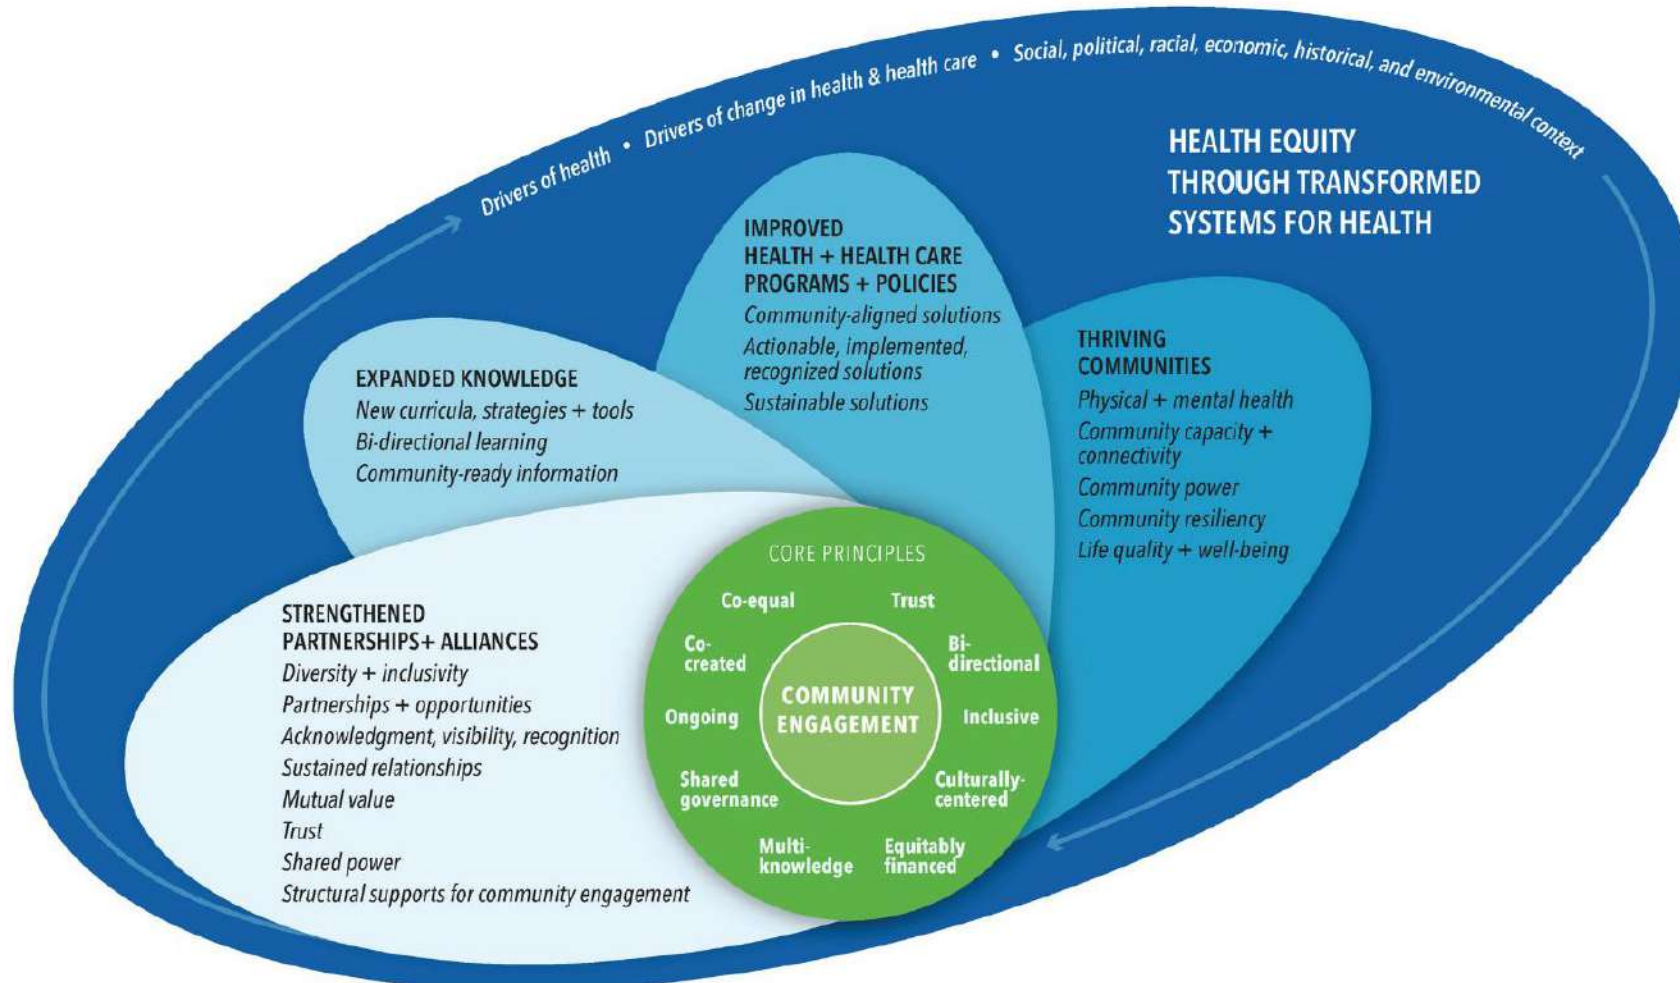 Drivers of health • Drivers of change in health & health care • Social, political, racial, economic, historical, and environmental context
HEALTH EQUITY
THROUGH TRANSFORMED
SYSTEMS FOR HEALTH
IMPROVED
HEALTH + HEALTH CARE
PROGRAMS + POLICIES
Community-aligned solutions
Actionable, implemented,
recognized solutions
Sustainable solutions
THRIVING
COMMUNITIES
Physical + mental health
Community capacity +
connectivity
Community power
Community resiliency
Life quality + well-being
EXPANDED KNOWLEDGE
New curricula, strategies + tools
Bi-directional learning
Community-ready information
STRENGTHENED
PARTNERSHIPS+ ALLIANCES
Diversity + inclusivity
Partnerships + opportunities
Acknowledgment, visibility, recognition
Sustained relationships
Mutual value
Trust
Shared power
Structural supports for community engagement
CORE PRINCIPLES
Co-equal
Trust
Co-
created
Bi-
directional
Ongoing
COMMUNITY
ENGAGEMENT
Inclusive
Shared
governance
Culturally-
centered
Multi-
knowledge
Equitably
financed